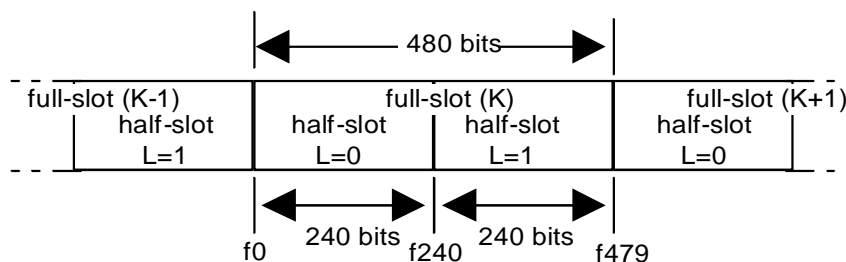 480 bits
full-slot (K-1) full-slot (K) full-slot (K+1)
half-slot half-slot half-slot half-slot
L=1 L=0 L=1 L=0
240 bits 240 bits
f0 f240 f479